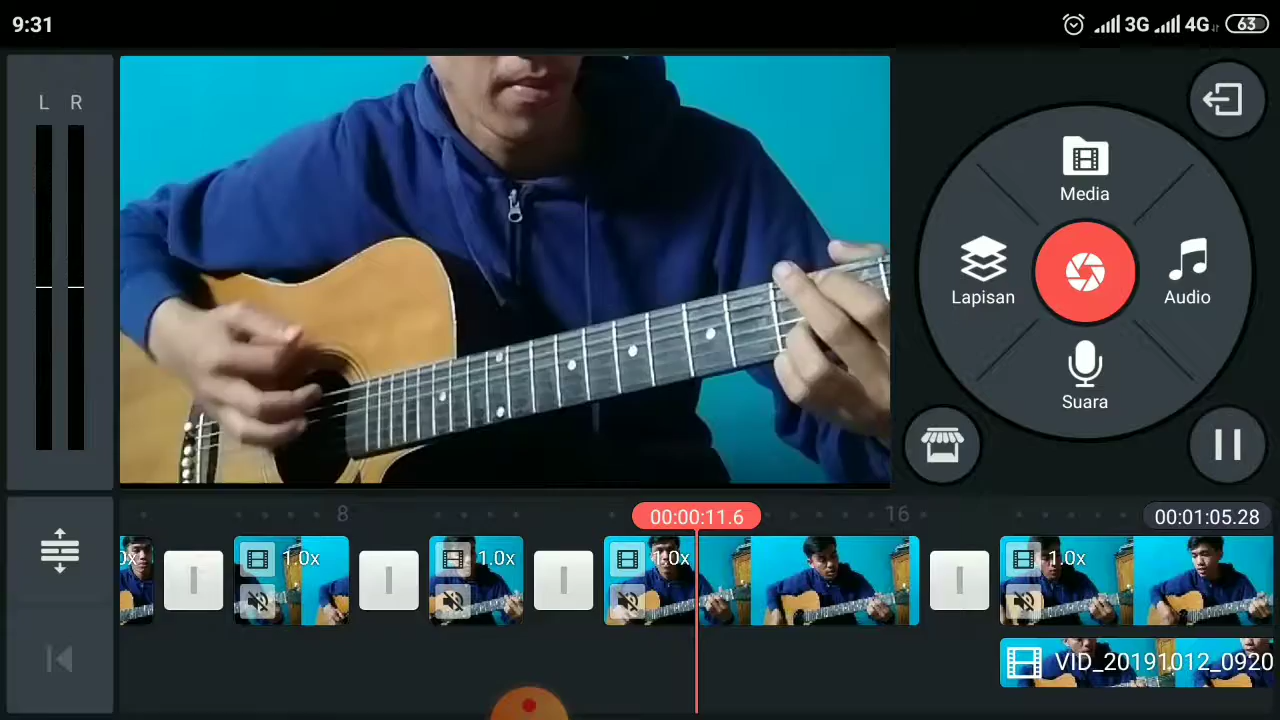 9:31
3G
4G
63
L R
Media
Lapisan
Audio
Suara
8
00:00:11.6
16
00:01:05.28
0x
1.0x
1.0x
1.0x
1.0x
VID_20191012_0920